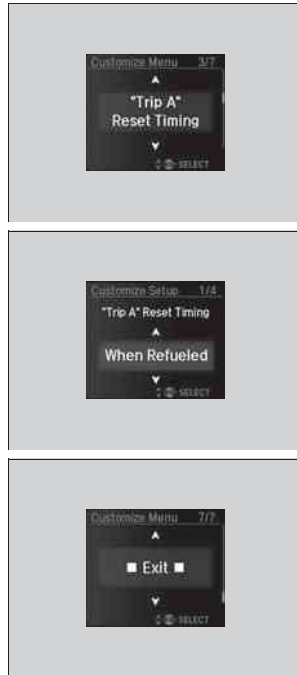 Customize Menu 3/7
"Trip A"
Reset Timing
SELECT
Customize Setup 1/4
"Trip A" Reset Timing
When Refueled
SELECT
Customize Menu 7/7
■ Exit ■
SELECT